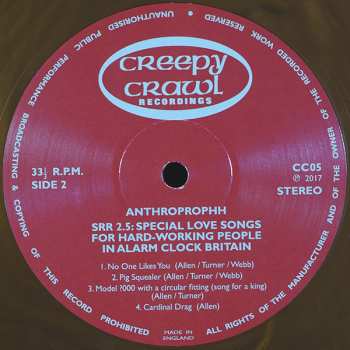 ALL RIGHTS OF THE MANUFACTURER AND OF THE OWNER OF THE RECORDED WORK RESERVED
UNAUTHORISED PUBLIC PERFORMANCE BROADCASTING & COPYING OF THIS RECORD PROHIBITED
CREEPY
CRAWL
RECORDINGS
33⅓ R.P.M.
SIDE 2
CC05
℗ 2017
STEREO
ANTHROPROPHH
SRR 2.5: SPECIAL LOVE SONGS
FOR HARD-WORKING PEOPLE
IN ALARM CLOCK BRITAIN
1. No One Likes You (Allen / Turner / Webb)
2. Pig Squealer (Allen / Turner / Webb)
3. Model ?000 with a circular fitting (song for a king)
(Allen / Turner)
4. Cardinal Drag (Allen)
MADE IN
ENGLAND